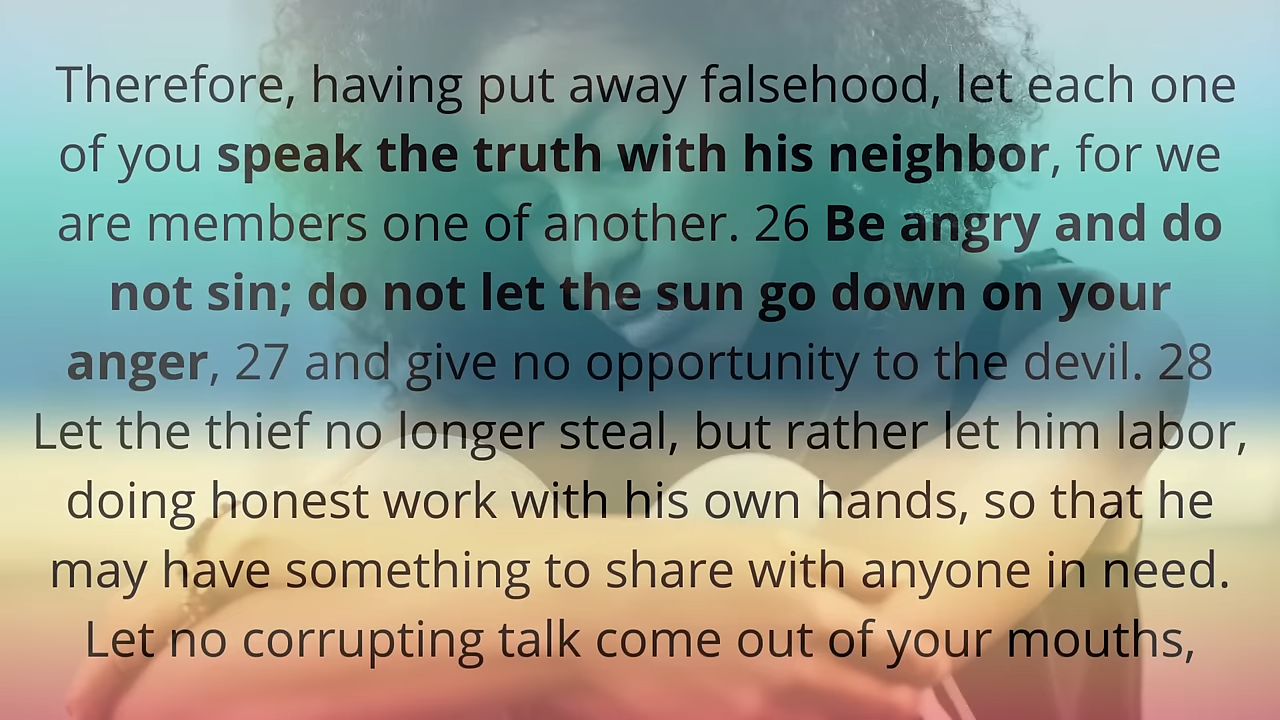 Therefore, having put away falsehood, let each one
of you speak the truth with his neighbor, for we
are members one of another. 26 Be angry and do
not sin; do not let the sun go down on your
anger, 27 and give no opportunity to the devil. 28
Let the thief no longer steal, but rather let him labor,
doing honest work with his own hands, so that he
may have something to share with anyone in need.
Let no corrupting talk come out of your mouths,